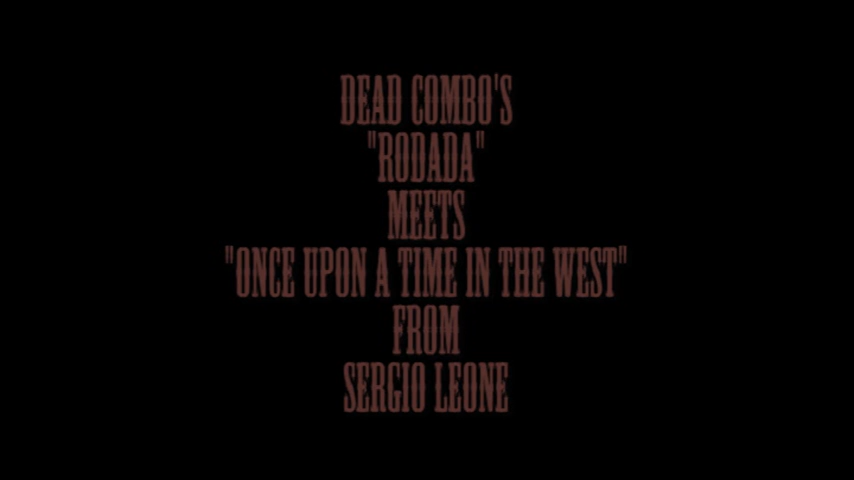 DEAD COMBO'S
"RODADA"
MEETS
"ONCE UPON A TIME IN THE WEST"
FROM
SERGIO LEONE